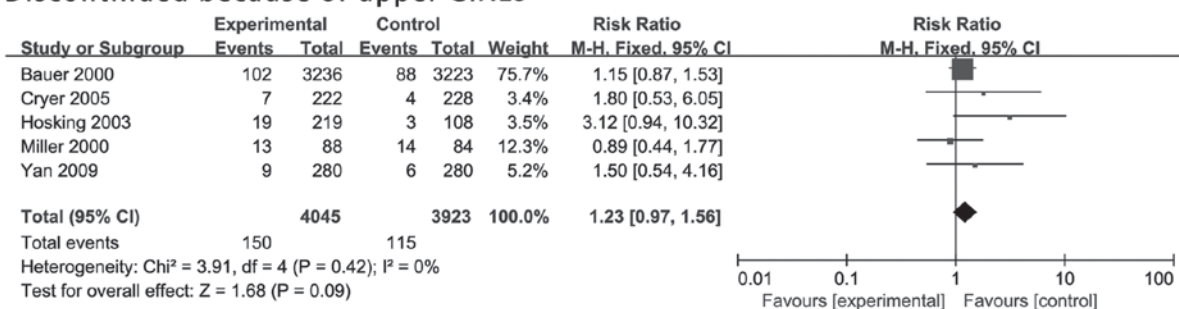 Discontinued because of upper GI AEs
Experimental Control Risk Ratio Risk Ratio
Study or Subgroup Events Total Events Total Weight M-H, Fixed, 95% CI M-H, Fixed, 95% CI
Bauer 2000 102 3236 88 3223 75.7% 1.15 [0.87, 1.53]
Cryer 2005 7 222 4 228 3.4% 1.80 [0.53, 6.05]
Hosking 2003 19 219 3 108 3.5% 3.12 [0.94, 10.32]
Miller 2000 13 88 14 84 12.3% 0.89 [0.44, 1.77]
Yan 2009 9 280 6 280 5.2% 1.50 [0.54, 4.16]
Total (95% CI) 4045 3923 100.0% 1.23 [0.97, 1.56]
Total events 150 115
Heterogeneity: Chi² = 3.91, df = 4 (P = 0.42); I² = 0%
Test for overall effect: Z = 1.68 (P = 0.09)
0.01 0.1 1 10 100
Favours [experimental] Favours [control]